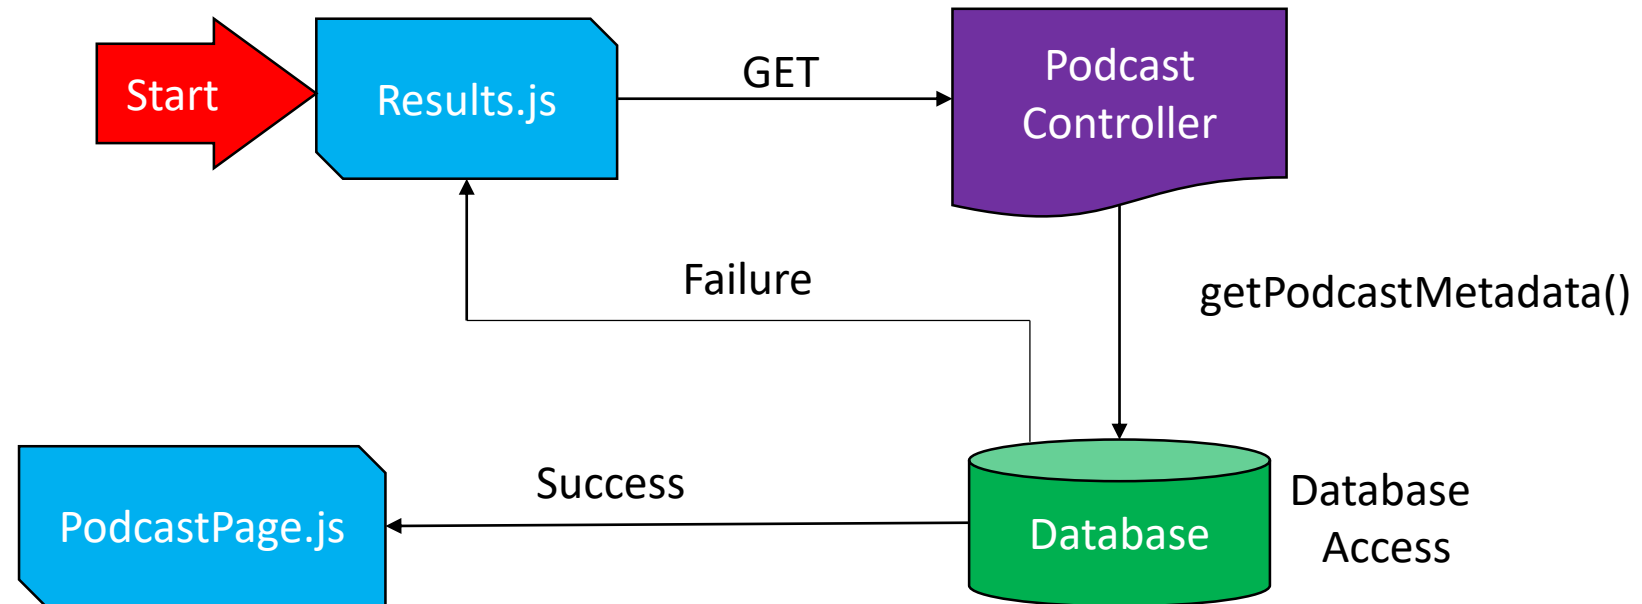 Start
Results.js
GET
Podcast
Controller
Failure
getPodcastMetadata()
Success
PodcastPage.js
Database
Database
Access